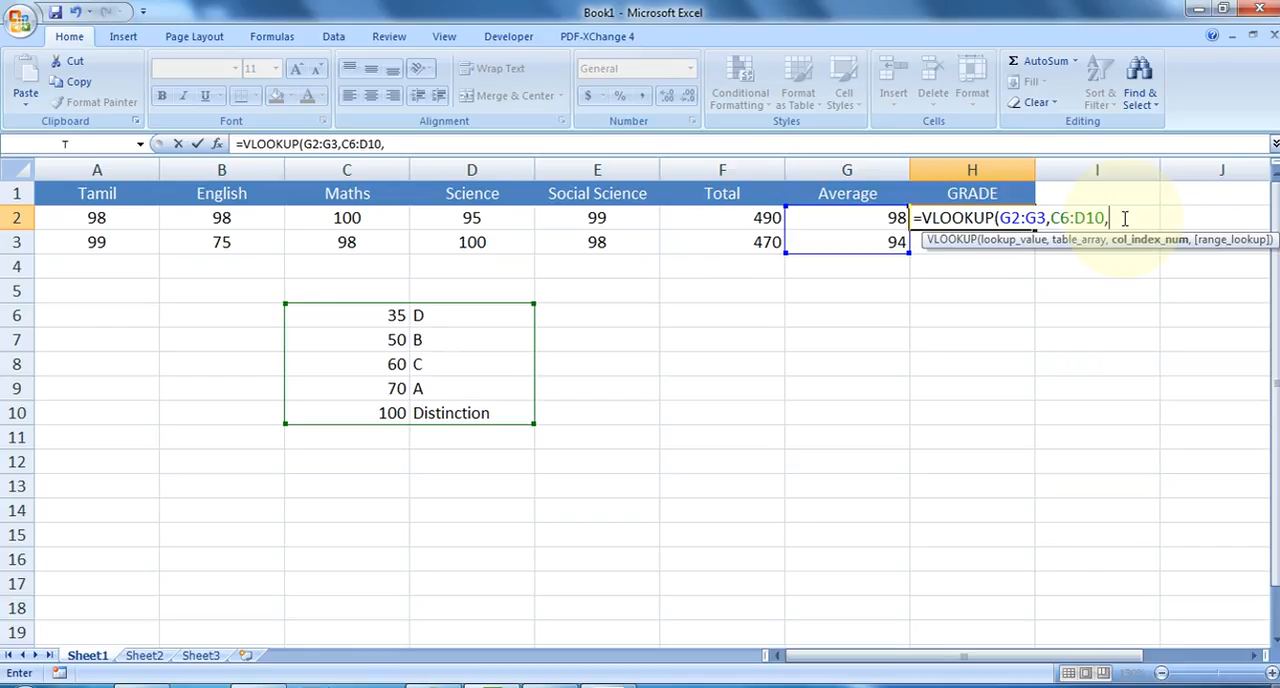 Book1 - Microsoft Excel
Home Insert Page Layout Formulas Data Review View Developer PDF-XChange 4
Paste
Cut
Copy
Format Painter
Clipboard
11 A A
B I U A
Font
Wrap Text
Merge & Center
Alignment
General
$ % ,
Number
Conditional Formatting
Format as Table
Cell Styles
Styles
Insert Delete Format
Cells
Σ AutoSum
Fill
Clear
Sort & Filter
Find & Select
Editing
T fx =VLOOKUP(G2:G3,C6:D10,
A B C D E F G H I J
1 Tamil English Maths Science Social Science Total Average GRADE
2 98 98 100 95 99 490 98 =VLOOKUP(G2:G3,C6:D10,
VLOOKUP(lookup_value, table_array, col_index_num, [range_lookup])
3 99 75 98 100 98 470 94
4
5
6 35 D
7 50 B
8 60 C
9 70 A
10 100 Distinction
11
12
13
14
15
16
17
18
19
Sheet1 Sheet2 Sheet3
Enter 130%